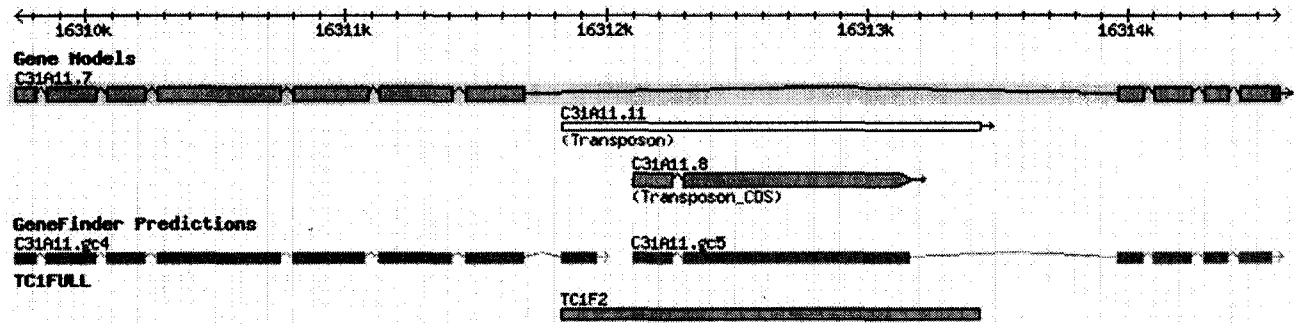 16310k 16311k 16312k 16313k 16314k
Gene Models
C31A11.7
C31A11.11
(Transposon)
C31A11.8
(Transposon_CDS)
GeneFinder Predictions
C31A11.gc4 C31A11.gc5
TC1FULL
TC1F2